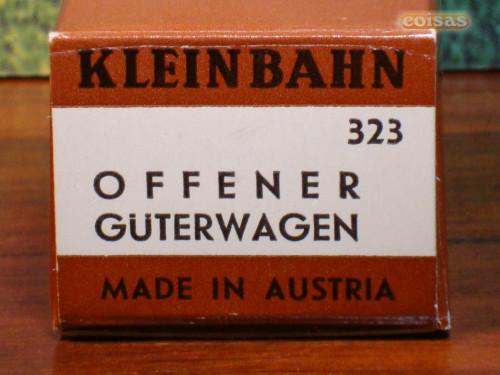 coisas
KLEINBAHN
323
OFFENER
GÜTERWAGEN
MADE IN AUSTRIA